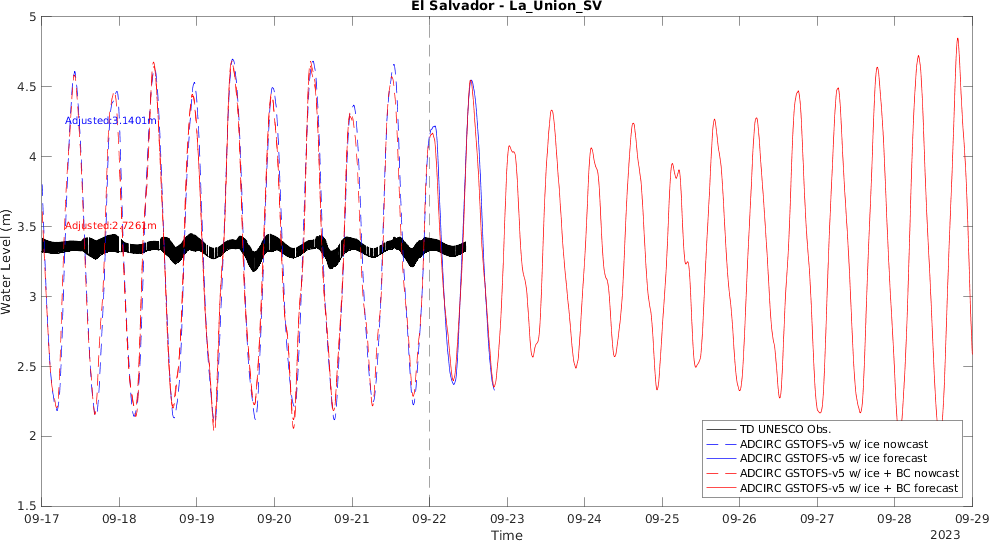 El Salvador - La_Union_SV
5
4.5
4
3.5
3
2.5
2
1.5
Water Level (m)
Adjusted:3.1401m
Adjusted:2.7261m
TD UNESCO Obs.
ADCIRC GSTOFS-v5 w/ ice nowcast
ADCIRC GSTOFS-v5 w/ ice forecast
ADCIRC GSTOFS-v5 w/ ice + BC nowcast
ADCIRC GSTOFS-v5 w/ ice + BC forecast
09-17 09-18 09-19 09-20 09-21 09-22 09-23 09-24 09-25 09-26 09-27 09-28 09-29
Time
2023